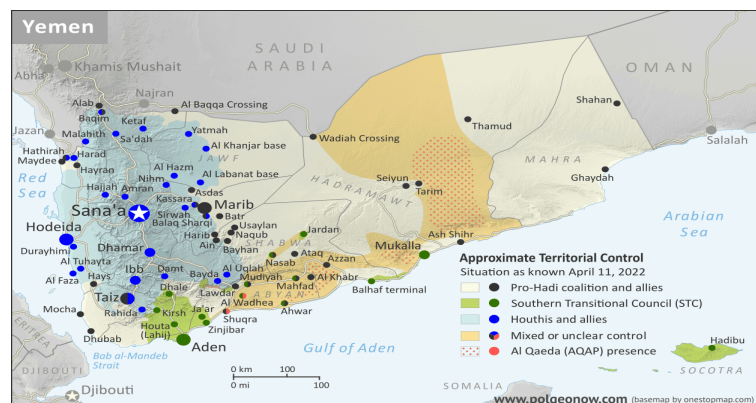 Yemen
SAUDI
ARABIA
OMAN
Khamis Mushait
Abha
Najran
Jazan
Salalah
Alab
Al Baqqa Crossing
Baqim
Ketaf
Malahith
Sa'dah
Yatmah
Wadiah Crossing
Thamud
Shahan
Hathirah
Harad
Al Khanjar base
Maydee
Hayran
JAWF
Red
Sea
Al Hazm
Al Labanat base
MAHRA
Ghaydah
Hajjah
Amran
Nihm
Asdas
HADRAMAWT
Seiyun
Tarim
Kassara
Marib
Sana'a
Sirwah
Batr
Balaq Sharqi
Usaylan
Hodeida
Harib
Naqub
Jardan
Ash Shihr
Arabian
Sea
Ain
Bayhan
SHABWA
Mukalla
Durayhimi
Dhamar
Ataq
Nasab
Azzan
Al Tuhayta
Ibb
Damt
Bayda
Al Uqlah
Al Faza
Hays
Dhale
Mudiyah
Mahfad
Al Khabr
Balhaf terminal
Taiz
Lawdar
ABYAN
Al Wadhea
Mocha
Rahida
Kirsh
Ja'ar
Ahwar
Houta
(Lahij)
Shuqra
Zinjibar
Dhubab
Aden
ERITREA
Bab al-Mandeb
Strait
Gulf of Aden
DJIBOUTI
Djibouti
0 km
100
0 mi
100
SOMALIA
Hadibu
SOCOTRA
Approximate Territorial Control
Situation as known April 11, 2022
Pro-Hadi coalition and allies
Southern Transitional Council (STC)
Houthis and allies
Mixed or unclear control
Al Qaeda (AQAP) presence
www.polgeonow.com (basemap by onestopmap.com)